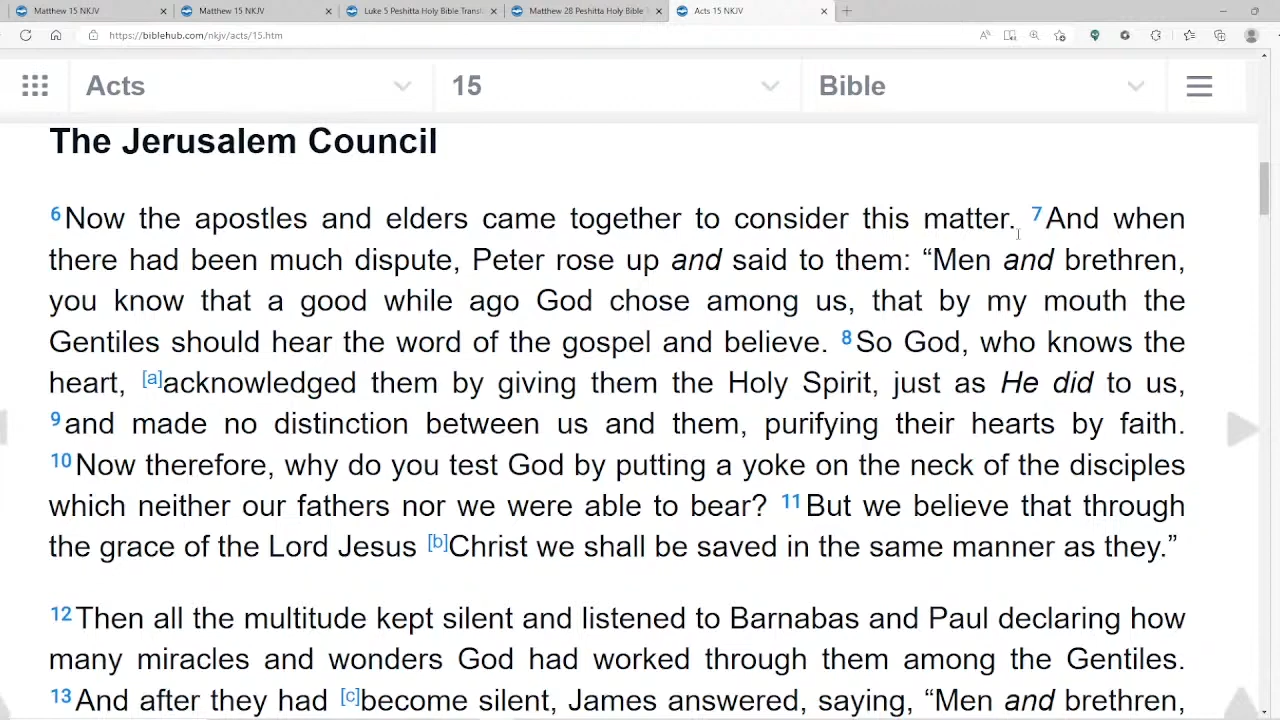 Matthew 15 NKJV
Matthew 15 NKJV
Luke 5 Peshitta Holy Bible Transl
Matthew 28 Peshitta Holy Bible T
Acts 15 NKJV
https://biblehub.com/nkjv/acts/15.htm
Acts 15 Bible
The Jerusalem Council
6Now the apostles and elders came together to consider this matter. 7And when
there had been much dispute, Peter rose up and said to them: “Men and brethren,
you know that a good while ago God chose among us, that by my mouth the
Gentiles should hear the word of the gospel and believe. 8So God, who knows the
heart, [a]acknowledged them by giving them the Holy Spirit, just as He did to us,
9and made no distinction between us and them, purifying their hearts by faith.
10Now therefore, why do you test God by putting a yoke on the neck of the disciples
which neither our fathers nor we were able to bear? 11But we believe that through
the grace of the Lord Jesus [b]Christ we shall be saved in the same manner as they.”
12Then all the multitude kept silent and listened to Barnabas and Paul declaring how
many miracles and wonders God had worked through them among the Gentiles.
13And after they had [c]become silent, James answered, saying, “Men and brethren,